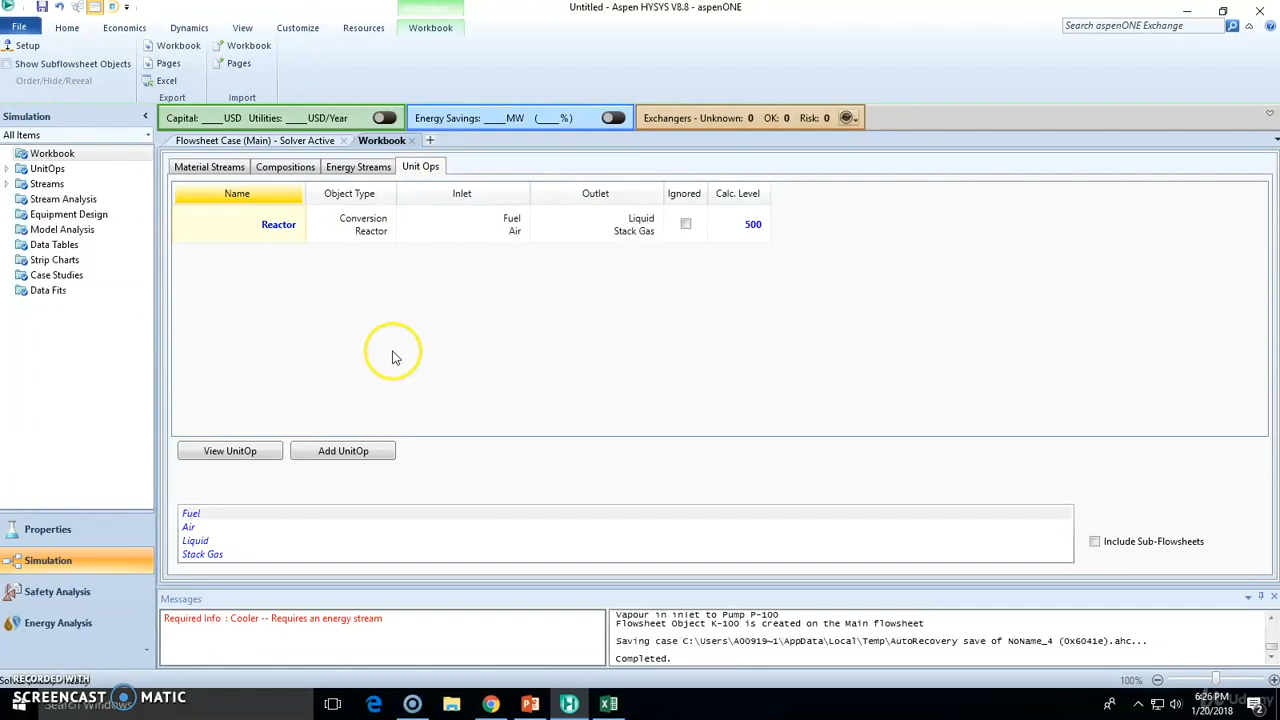 Untitled - Aspen HYSYS V8.8 - aspenONE
File Home Economics Dynamics View Customize Resources Workbook
Search aspenONE Exchange
Setup
Show Subflowsheet Objects
Order/Hide/Reveal
Workbook
Pages
Excel
Export
Workbook
Pages
Import
Simulation
All Items
Capital: ____USD Utilities: ____USD/Year
Energy Savings: ____MW (____%)
Exchangers - Unknown: 0 OK: 0 Risk: 0
Flowsheet Case (Main) - Solver Active
Workbook
Workbook
UnitOps
Streams
Stream Analysis
Equipment Design
Model Analysis
Data Tables
Strip Charts
Case Studies
Data Fits
Material Streams Compositions Energy Streams Unit Ops
Name Object Type Inlet Outlet Ignored Calc. Level
Reactor Conversion Reactor Fuel Air Liquid Stack Gas 500
View UnitOp Add UnitOp
Fuel
Air
Liquid
Stack Gas
Include Sub-Flowsheets
Properties
Simulation
Safety Analysis
Energy Analysis
Messages
Required Info : Cooler -- Requires an energy stream
Vapour in inlet to Pump P-100
Flowsheet Object K-100 is created on the Main flowsheet
Saving case C:\Users\A00919~1\AppData\Local\Temp\AutoRecovery save of NoName_4 (0x6041e).ahc...
Completed.
100%
RECORDED WITH
SCREENCAST MATIC
Search Windows
6:26 PM
1/20/2018
Udemy